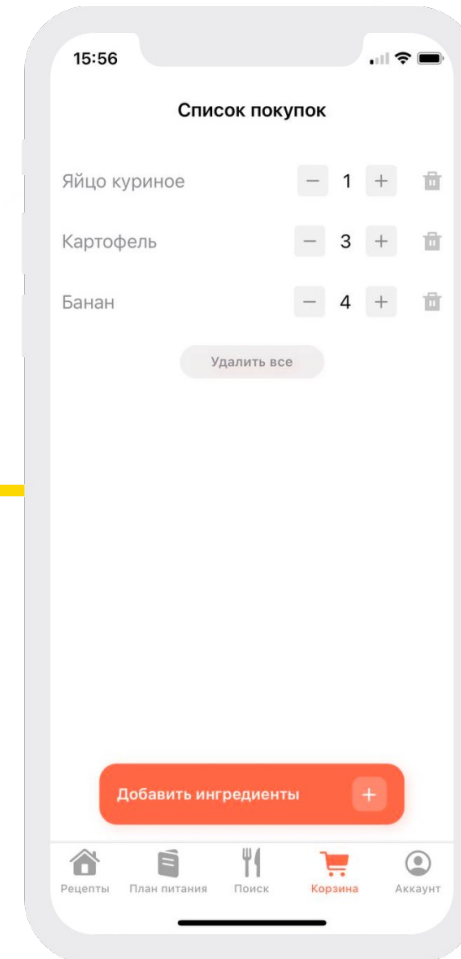 15:56
Список покупок
Яйцо куриное − 1 +
Картофель − 3 +
Банан − 4 +
Удалить все
Добавить ингредиенты +
Рецепты План питания Поиск Корзина Аккаунт